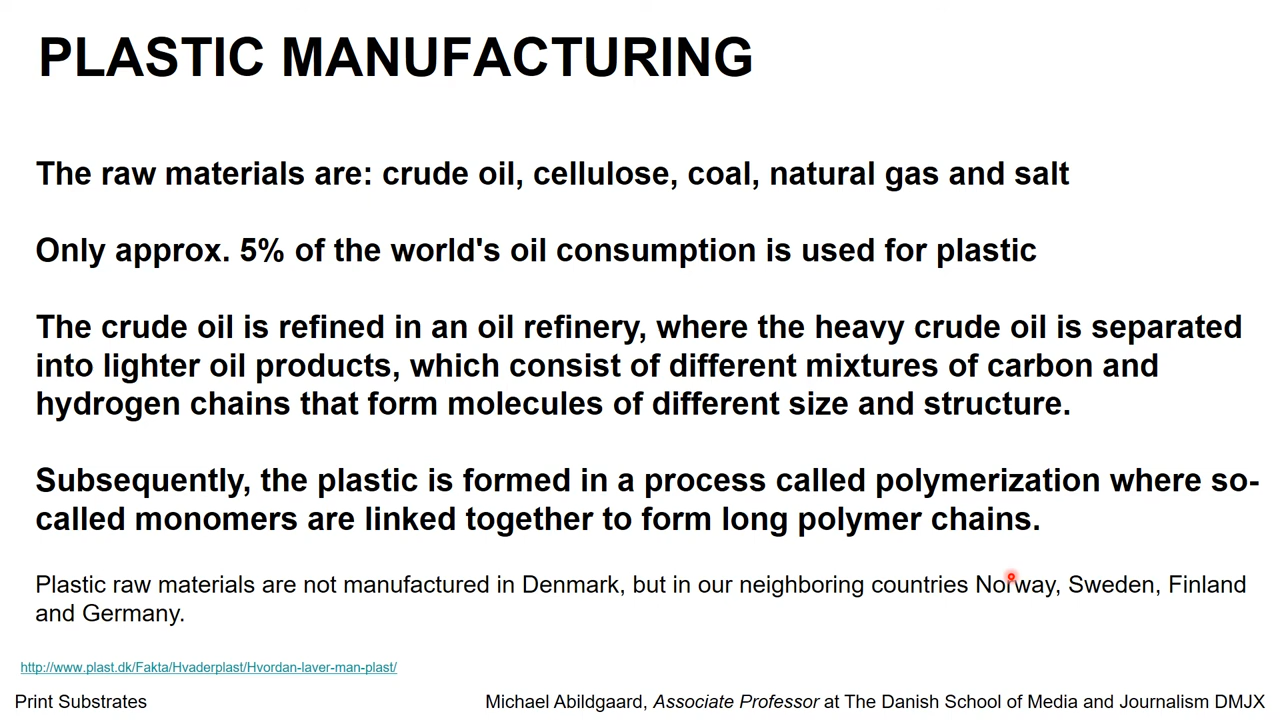 PLASTIC MANUFACTURING
The raw materials are: crude oil, cellulose, coal, natural gas and salt
Only approx. 5% of the world's oil consumption is used for plastic
The crude oil is refined in an oil refinery, where the heavy crude oil is separated
into lighter oil products, which consist of different mixtures of carbon and
hydrogen chains that form molecules of different size and structure.
Subsequently, the plastic is formed in a process called polymerization where so-
called monomers are linked together to form long polymer chains.
Plastic raw materials are not manufactured in Denmark, but in our neighboring countries Norway, Sweden, Finland
and Germany.
http://www.plast.dk/Fakta/Hvaderplast/Hvordan-laver-man-plast/
Print Substrates
Michael Abildgaard, Associate Professor at The Danish School of Media and Journalism DMJX